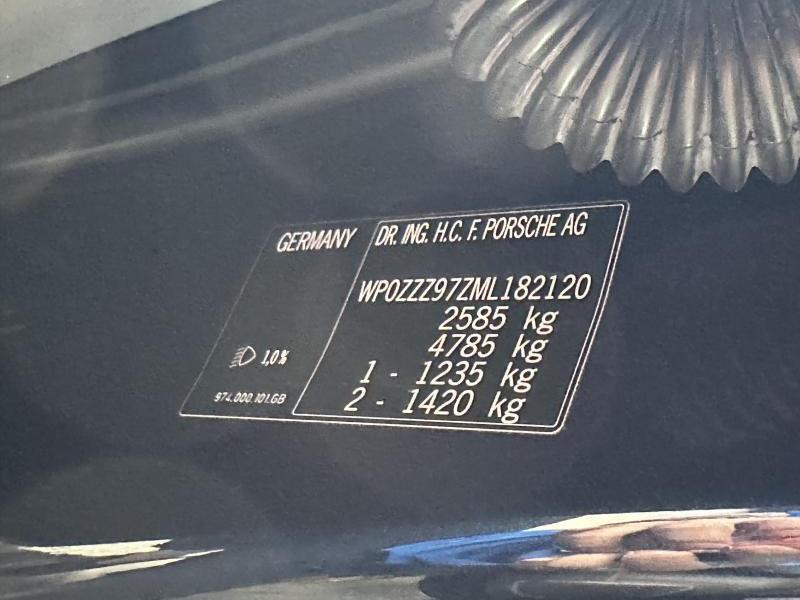 GERMANY
DR. ING. H.C. F. PORSCHE AG
WP0ZZZ97ZML182120
2585 kg
4785 kg
1 - 1235 kg
2 - 1420 kg
1,0%
974.000.101.GB